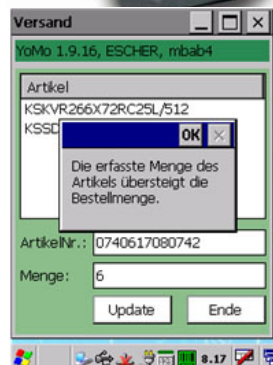 Versand
YoMo 1.9.16, ESCHER, mbab4
Artikel
KSKVR266X72RC25L/512
KSSD
OK
Die erfasste Menge des
Artikels übersteigt die
Bestellmenge.
ArtikelNr.: 0740617080742
Menge: 6
Update Ende
8.17